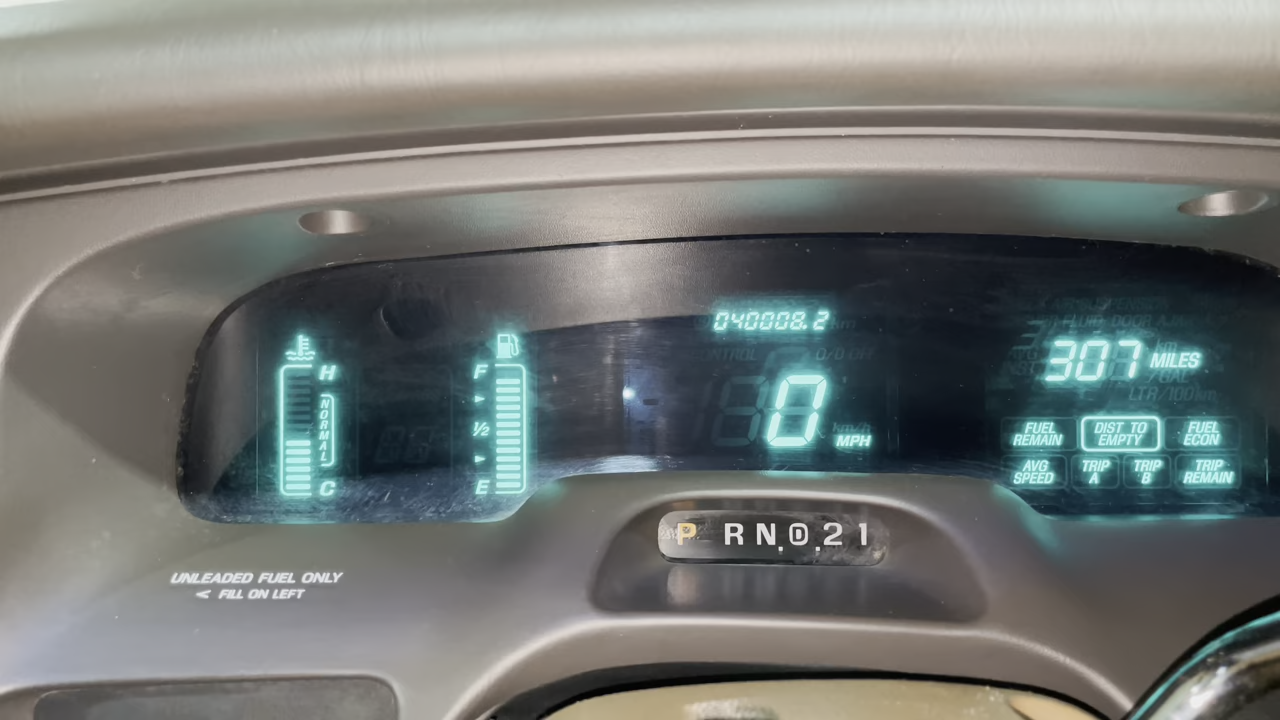 040008.2
H
NORMAL
C
F
1/2
E
0 MPH
307 MILES
FUEL REMAIN
DIST TO EMPTY
FUEL ECON
AVG SPEED
TRIP A
TRIP B
TRIP REMAIN
P R N D 2 1
UNLEADED FUEL ONLY
< FILL ON LEFT